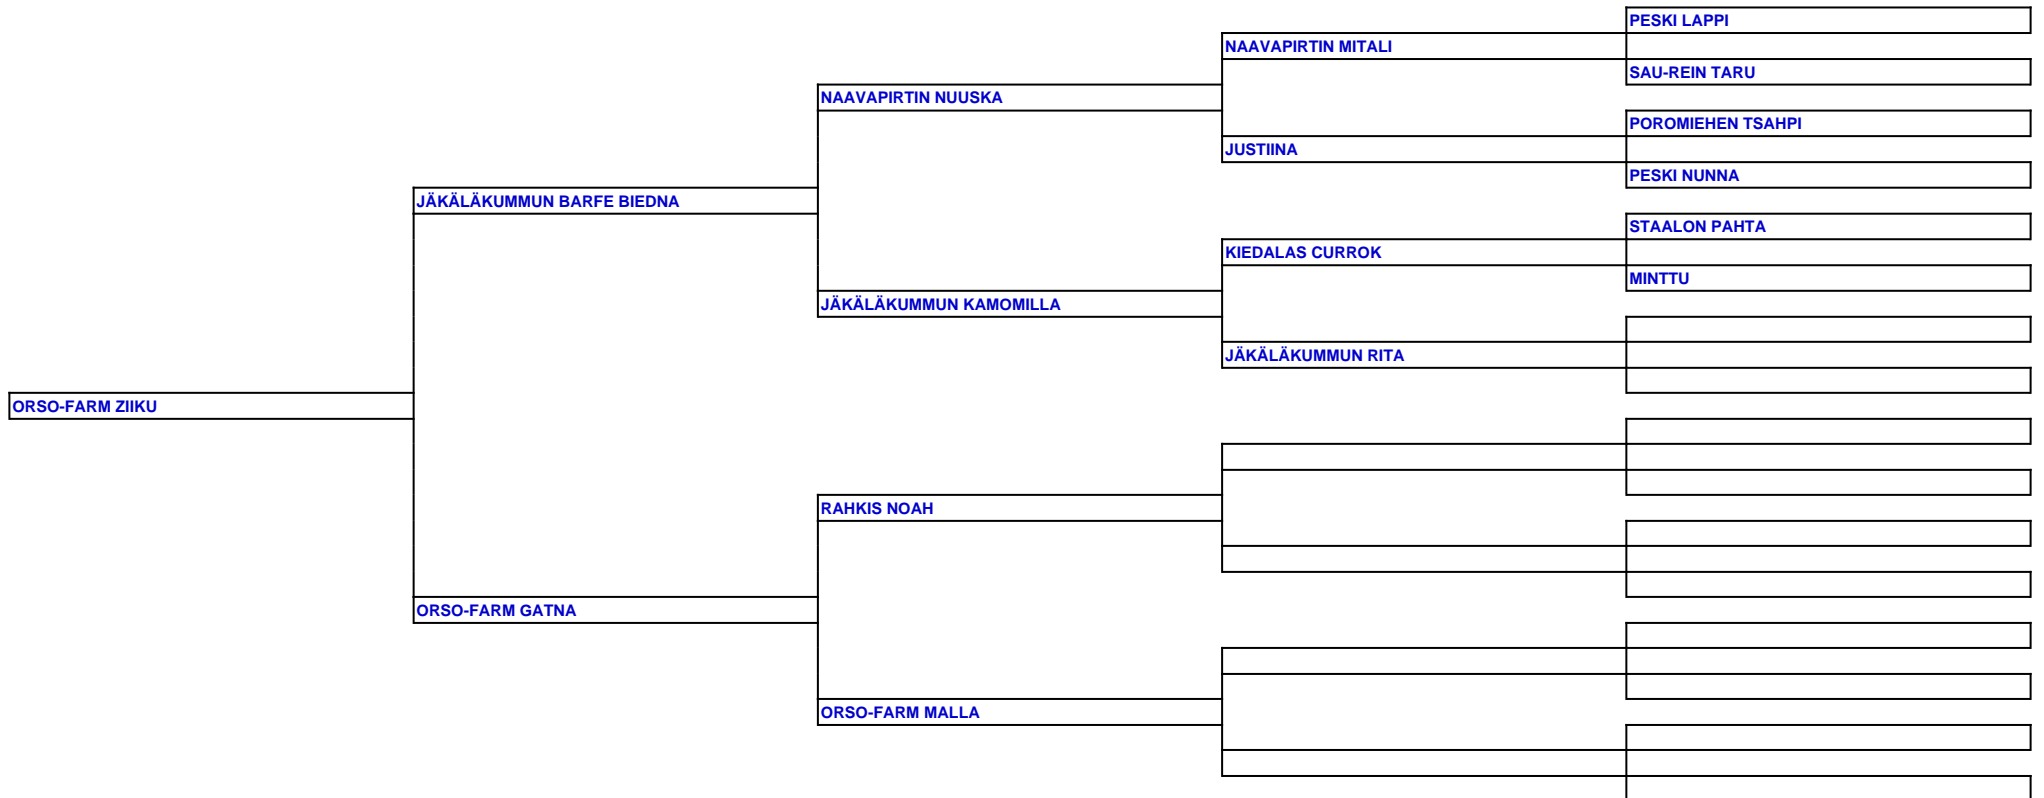 PESKI LAPPI
NAAVAPIRTIN MITALI
SAU-REIN TARU
NAAVAPIRTIN NUUSKA
POROMIEHEN TSAHPI
JUSTIINA
PESKI NUNNA
JÄKÄLÄKUMMUN BARFE BIEDNA
STAALON PAHTA
KIEDALAS CURROK
MINTTU
JÄKÄLÄKUMMUN KAMOMILLA
JÄKÄLÄKUMMUN RITA
ORSO-FARM ZIIKU
RAHKIS NOAH
ORSO-FARM GATNA
ORSO-FARM MALLA